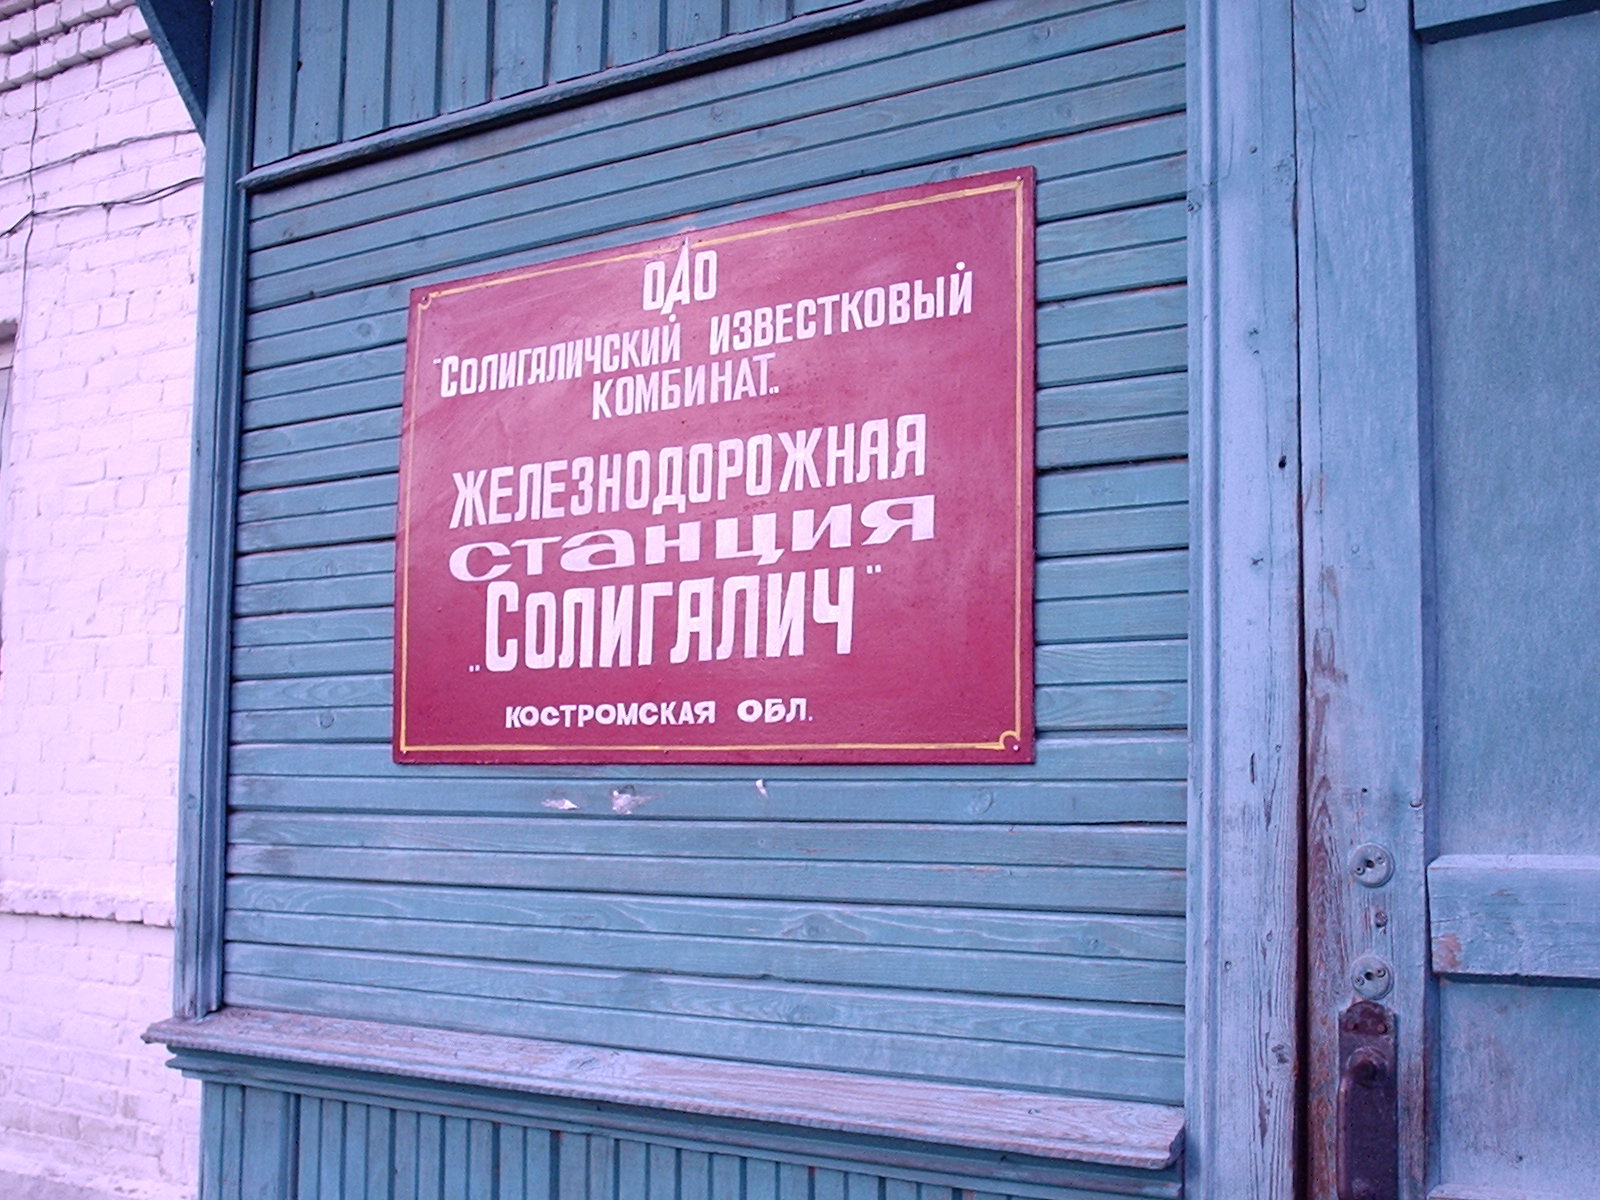 ОАО
"Солигаличский известковый
комбинат"
железнодорожная
станция
„Солигалич"
Костромская обл.